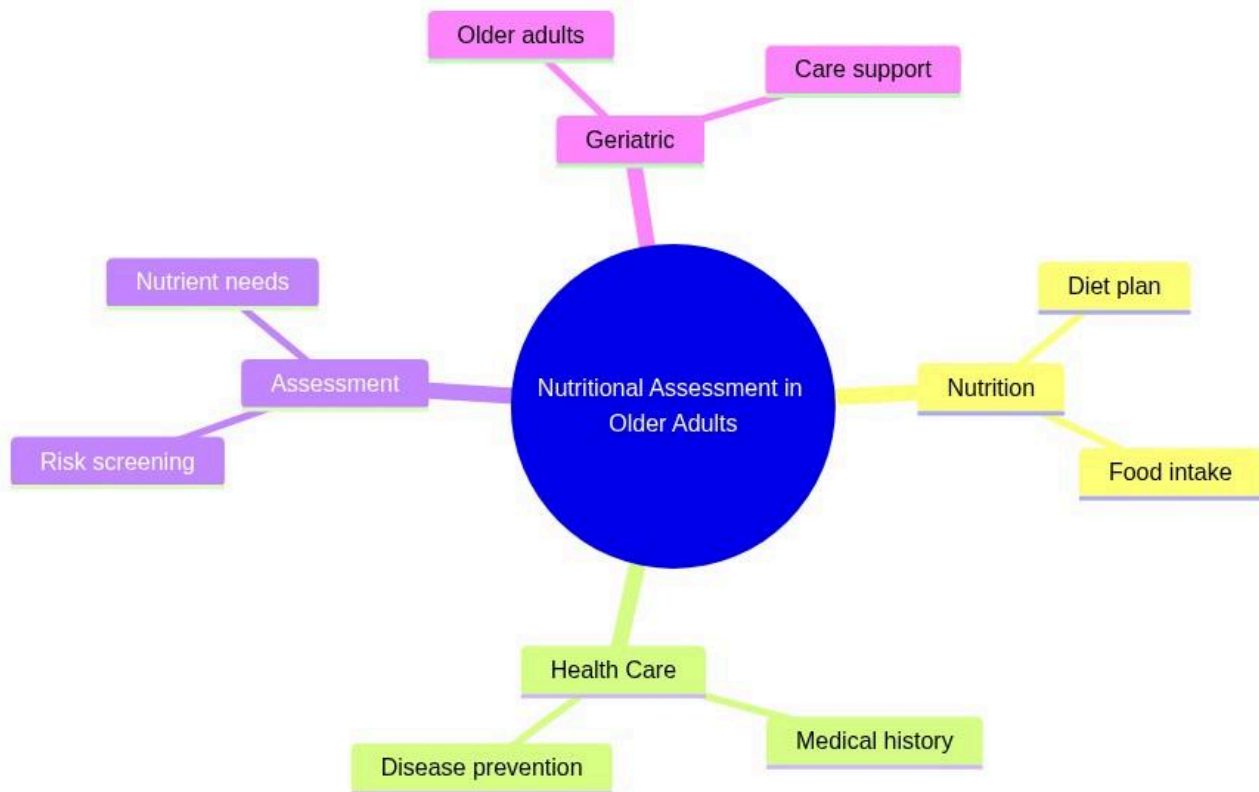 Older adults
Care support
Geriatric
Nutrient needs
Diet plan
Assessment
Nutritional Assessment in
Older Adults
Nutrition
Risk screening
Food intake
Health Care
Medical history
Disease prevention